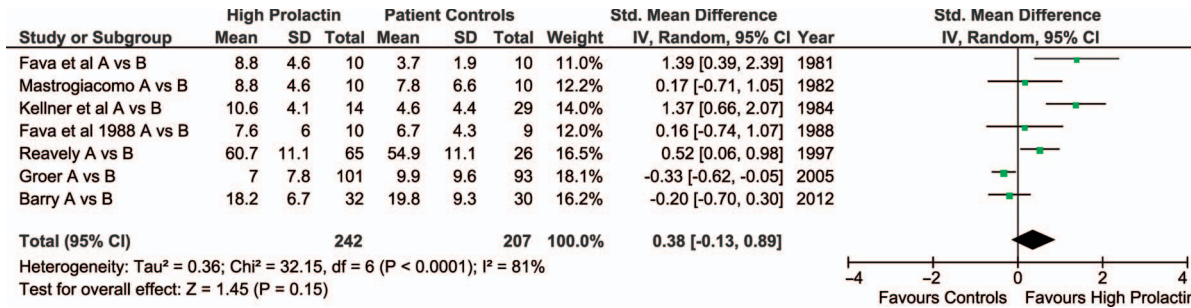 High Prolactin Patient Controls Std. Mean Difference Std. Mean Difference
Study or Subgroup Mean SD Total Mean SD Total Weight IV, Random, 95% CI Year IV, Random, 95% CI
Fava et al A vs B 8.8 4.6 10 3.7 1.9 10 11.0% 1.39 [0.39, 2.39] 1981
Mastrogiacomo A vs B 8.8 4.6 10 7.8 6.6 10 12.2% 0.17 [-0.71, 1.05] 1982
Kellner et al A vs B 10.6 4.1 14 4.6 4.4 29 14.0% 1.37 [0.66, 2.07] 1984
Fava et al 1988 A vs B 7.6 6 10 6.7 4.3 9 12.0% 0.16 [-0.74, 1.07] 1988
Reavely A vs B 60.7 11.1 65 54.9 11.1 26 16.5% 0.52 [0.06, 0.98] 1997
Groer A vs B 7 7.8 101 9.9 9.6 93 18.1% -0.33 [-0.62, -0.05] 2005
Barry A vs B 18.2 6.7 32 19.8 9.3 30 16.2% -0.20 [-0.70, 0.30] 2012
Total (95% CI) 242 207 100.0% 0.38 [-0.13, 0.89]
Heterogeneity: Tau² = 0.36; Chi² = 32.15, df = 6 (P < 0.0001); I² = 81%
Test for overall effect: Z = 1.45 (P = 0.15)
−4 −2 0 2 4
Favours Controls Favours High Prolactin